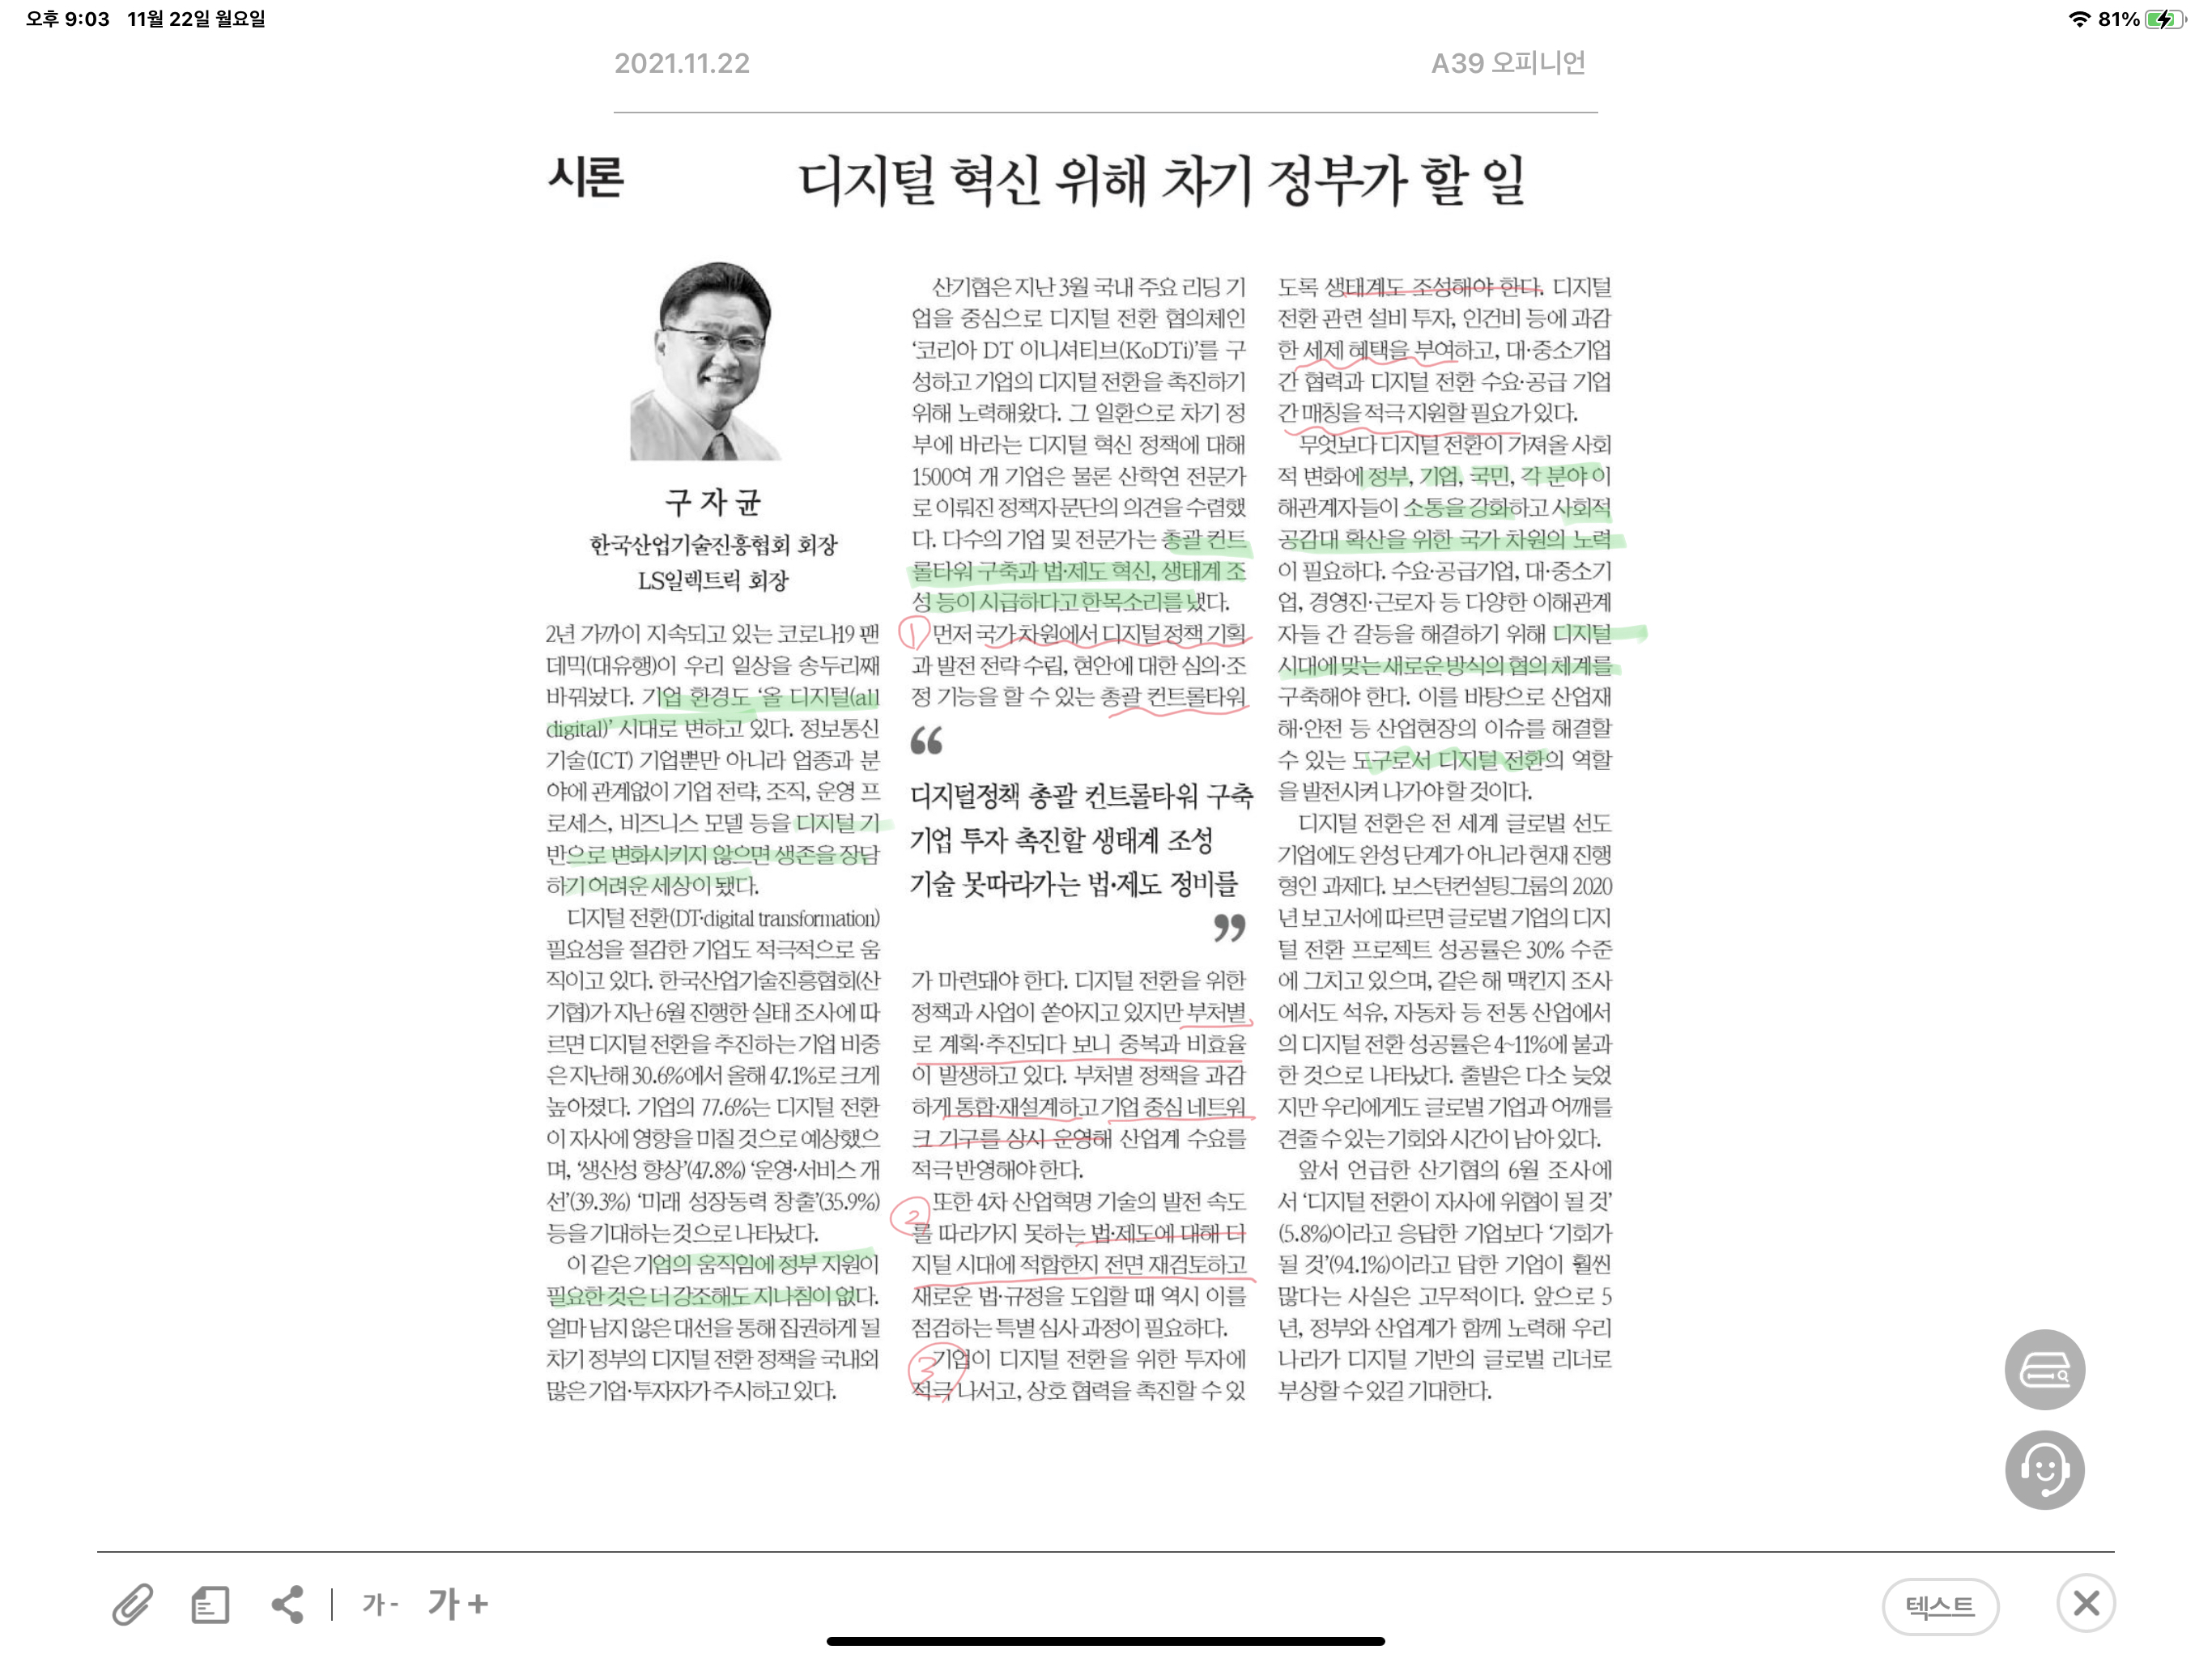 오후 9:03 11월 22일 월요일
81%
2021.11.22
A39 오피니언
시론
디지털 혁신 위해 차기 정부가 할 일
구 자 균
한국산업기술진흥협회 회장
LS일렉트릭 회장
2년 가까이 지속되고 있는 코로나19 팬
데믹(대유행)이 우리 일상을 송두리째
바꿔놨다. 기업 환경도 ‘올 디지털(all
digital)’ 시대로 변하고 있다. 정보통신
기술(ICT) 기업뿐만 아니라 업종과 분
야에 관계없이 기업 전략, 조직, 운영 프
로세스, 비즈니스 모델 등을 디지털 기
반으로 변화시키지 않으면 생존을 장담
하기 어려운 세상이 됐다.
디지털 전환(DT·digital transformation)
필요성을 절감한 기업도 적극적으로 움
직이고 있다. 한국산업기술진흥협회(산
기협)가 지난 6월 진행한 실태 조사에 따
르면 디지털 전환을 추진하는 기업 비중
은 지난해 30.6%에서 올해 47.1%로 크게
높아졌다. 기업의 77.6%는 디지털 전환
이 자사에 영향을 미칠 것으로 예상했으
며, ‘생산성 향상’(47.8%) ‘운영·서비스 개
선’(39.3%) ‘미래 성장동력 창출’(35.9%)
등을 기대하는 것으로 나타났다.
이 같은 기업의 움직임에 정부 지원이
필요한 것은 더 강조해도 지나침이 없다.
얼마 남지 않은 대선을 통해 집권하게 될
차기 정부의 디지털 전환 정책을 국내외
많은 기업·투자자가 주시하고 있다.
산기협은 지난 3월 국내 주요 리딩 기
업을 중심으로 디지털 전환 협의체인
‘코리아 DT 이니셔티브(KoDTi)’를 구
성하고 기업의 디지털 전환을 촉진하기
위해 노력해왔다. 그 일환으로 차기 정
부에 바라는 디지털 혁신 정책에 대해
1500여 개 기업은 물론 산학연 전문가
로 이뤄진 정책자문단의 의견을 수렴했
다. 다수의 기업 및 전문가는 총괄 컨트
롤타워 구축과 법·제도 혁신, 생태계 조
성 등이 시급하다고 한목소리를 냈다.
① 먼저 국가 차원에서 디지털 정책 기획
과 발전 전략 수립, 현안에 대한 심의·조
정 기능을 할 수 있는 총괄 컨트롤타워
“
디지털정책 총괄 컨트롤타워 구축
기업 투자 촉진할 생태계 조성
기술 못따라가는 법·제도 정비를
”
가 마련돼야 한다. 디지털 전환을 위한
정책과 사업이 쏟아지고 있지만 부처별
로 계획·추진되다 보니 중복과 비효율
이 발생하고 있다. 부처별 정책을 과감
하게 통합·재설계하고 기업 중심 네트워
크 기구를 상시 운영해 산업계 수요를
적극 반영해야 한다.
② 또한 4차 산업혁명 기술의 발전 속도
를 따라가지 못하는 법·제도에 대해 디
지털 시대에 적합한지 전면 재검토하고
새로운 법·규정을 도입할 때 역시 이를
점검하는 특별 심사 과정이 필요하다.
③ 기업이 디지털 전환을 위한 투자에
적극 나서고, 상호 협력을 촉진할 수 있
도록 생태계도 조성해야 한다. 디지털
전환 관련 설비 투자, 인건비 등에 과감
한 세제 혜택을 부여하고, 대·중소기업
간 협력과 디지털 전환 수요·공급 기업
간 매칭을 적극 지원할 필요가 있다.
무엇보다 디지털 전환이 가져올 사회
적 변화에 정부, 기업, 국민, 각 분야 이
해관계자들이 소통을 강화하고 사회적
공감대 확산을 위한 국가 차원의 노력
이 필요하다. 수요·공급기업, 대·중소기
업, 경영진·근로자 등 다양한 이해관계
자들 간 갈등을 해결하기 위해 디지털
시대에 맞는 새로운 방식의 협의 체계를
구축해야 한다. 이를 바탕으로 산업재
해·안전 등 산업현장의 이슈를 해결할
수 있는 도구로서 디지털 전환의 역할
을 발전시켜 나가야 할 것이다.
디지털 전환은 전 세계 글로벌 선도
기업에도 완성 단계가 아니라 현재 진행
형인 과제다. 보스턴컨설팅그룹의 2020
년 보고서에 따르면 글로벌 기업의 디지
털 전환 프로젝트 성공률은 30% 수준
에 그치고 있으며, 같은 해 맥킨지 조사
에서도 석유, 자동차 등 전통 산업에서
의 디지털 전환 성공률은 4~11%에 불과
한 것으로 나타났다. 출발은 다소 늦었
지만 우리에게도 글로벌 기업과 어깨를
견줄 수 있는 기회와 시간이 남아 있다.
앞서 언급한 산기협의 6월 조사에
서 ‘디지털 전환이 자사에 위협이 될 것’
(5.8%)이라고 응답한 기업보다 ‘기회가
될 것’(94.1%)이라고 답한 기업이 훨씬
많다는 사실은 고무적이다. 앞으로 5
년, 정부와 산업계가 함께 노력해 우리
나라가 디지털 기반의 글로벌 리더로
부상할 수 있길 기대한다.
가- 가+
텍스트